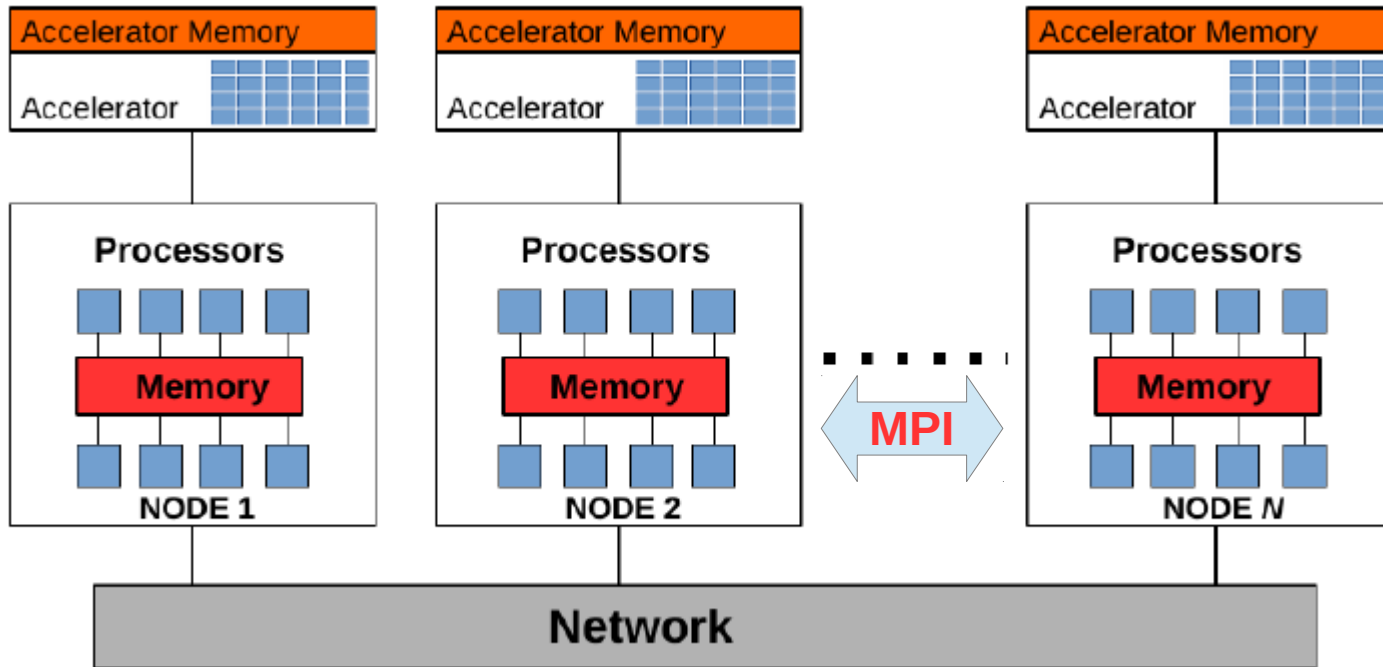 Accelerator Memory
Accelerator
Accelerator Memory
Accelerator
Accelerator Memory
Accelerator
Processors
Memory
NODE 1
Processors
Memory
NODE 2
MPI
Processors
Memory
NODE N
Network